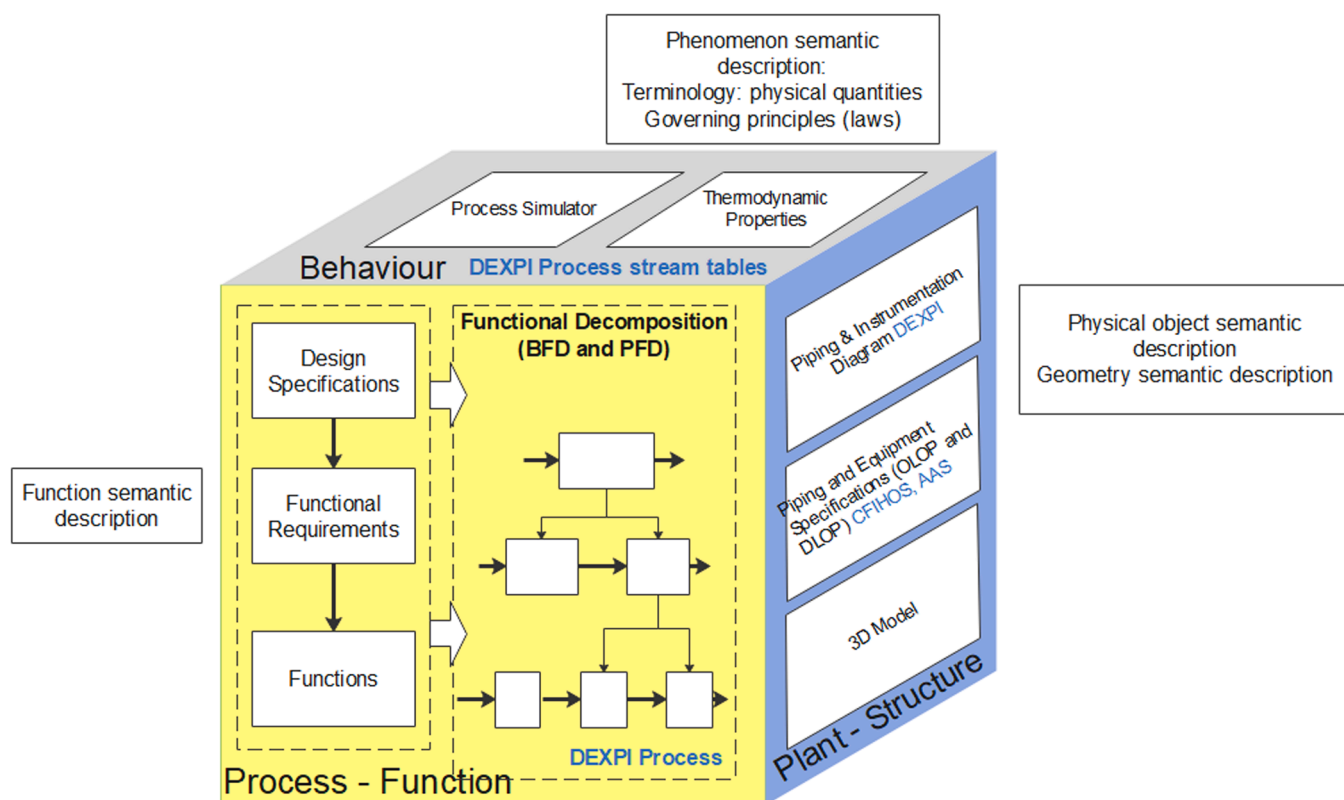 Phenomenon semantic
description:
Terminology: physical quantities
Governing principles (laws)
Process Simulator
Thermodynamic
Properties
Behaviour
DEXPI Process stream tables
Function semantic
description
Design
Specifications
Functional
Requirements
Functions
Functional Decomposition
(BFD and PFD)
DEXPI Process
Process - Function
Piping & Instrumentation
Diagram DEXPI
Piping and Equipment
Specifications (OLOP and
DLOP) CFIHOS, AAS
3D Model
Plant - Structure
Physical object semantic
description
Geometry semantic description